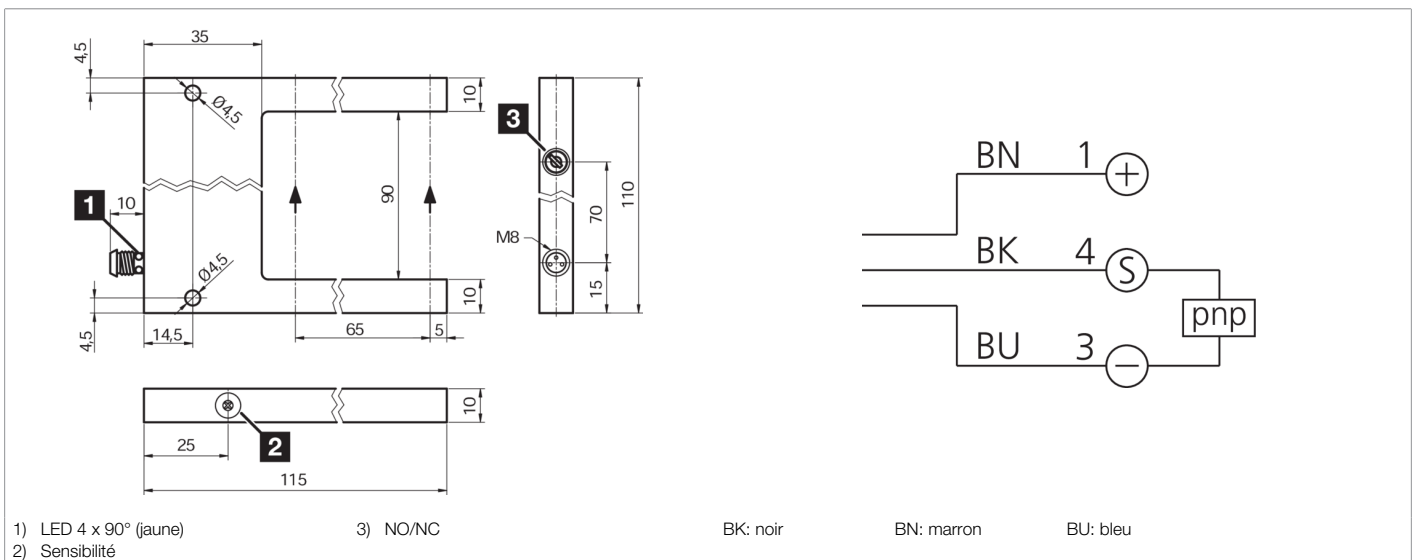 35
4,5
Ø4,5
10
3
1
10
90
70
110
M8
Ø4,5
15
10
4,5
14,5
65
5
10
25
2
115
BN 1 +
BK 4 S
pnp
BU 3 −
1) LED 4 x 90° (jaune) 3) NO/NC BK: noir BN: marron BU: bleu
2) Sensibilité